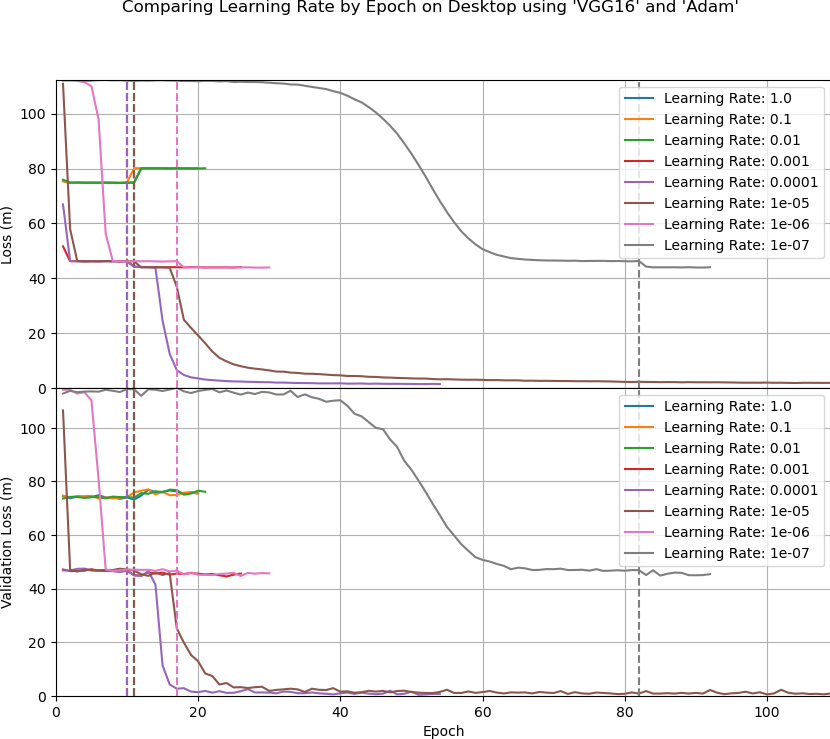 Comparing Learning Rate by Epoch on Desktop using 'VGG16' and 'Adam'
Loss (m)
100
80
60
40
20
0
Learning Rate: 1.0
Learning Rate: 0.1
Learning Rate: 0.01
Learning Rate: 0.001
Learning Rate: 0.0001
Learning Rate: 1e-05
Learning Rate: 1e-06
Learning Rate: 1e-07
Validation Loss (m)
100
80
60
40
20
0
Learning Rate: 1.0
Learning Rate: 0.1
Learning Rate: 0.01
Learning Rate: 0.001
Learning Rate: 0.0001
Learning Rate: 1e-05
Learning Rate: 1e-06
Learning Rate: 1e-07
0 20 40 60 80 100
Epoch